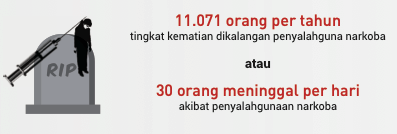 11.071 orang per tahun
tingkat kematian dikalangan penyalahguna narkoba
atau
30 orang meninggal per hari
akibat penyalahgunaan narkoba
RIP